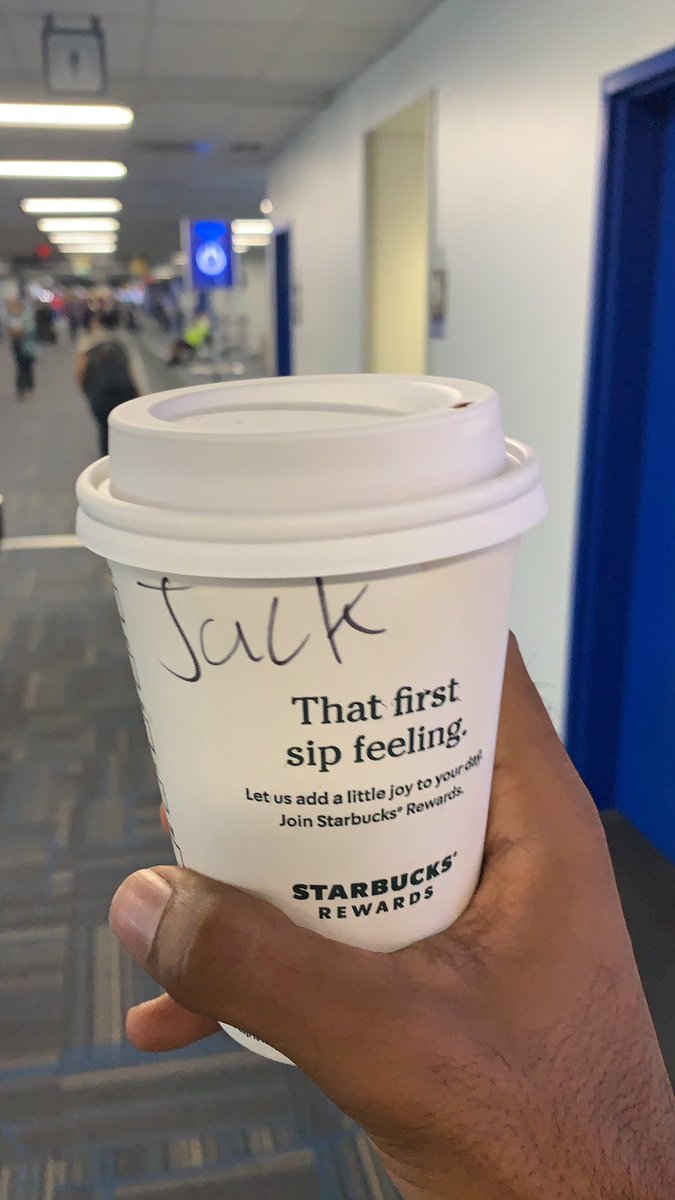 Jack
That first
sip feeling.
Let us add a little joy to your day.
Join Starbucks® Rewards.
STARBUCKS®
REWARDS